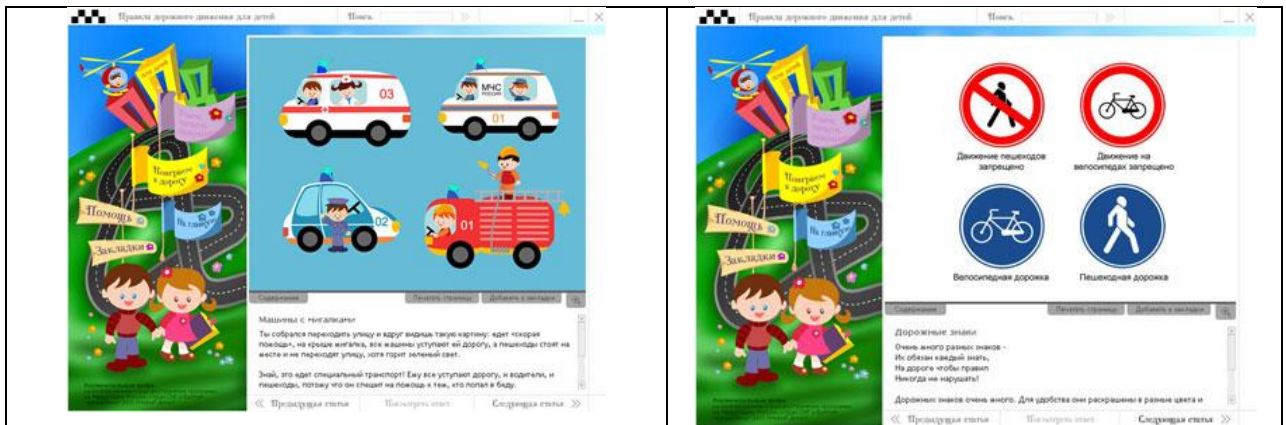 Правила дорожного движения для детей
Поиск
03
МЧС
РОССИИ
01
02
01
Поиграем
в дорогу
Помощь
На главную
Закладки
Содержание
Печатать страницу
Добавить в закладки
Машины с мигалками
Ты собрался переходить улицу и вдруг видишь такую картину: едет «скорая
помощь», на крыше мигалка, все машины уступают ей дорогу, а пешеходы стоят на
месте и не переходят улицу, хотя горит зеленый свет.
Знай, это едет специальный транспорт! Ему все уступают дорогу, и водители, и
пешеходы, потому что он спешит на помощь к тем, кто попал в беду.
Предыдущая статья
Посмотреть ответ
Следующая статья
Правила дорожного движения для детей
Поиск
Движение пешеходов
запрещено
Движение на
велосипедах запрещено
Велосипедная дорожка
Пешеходная дорожка
Поиграем
в дорогу
Помощь
На главную
Закладки
Содержание
Печатать страницу
Добавить в закладки
Дорожные знаки
Очень много разных знаков -
Их обязан каждый знать,
На дороге чтобы правил
Никогда не нарушать!
Дорожных знаков очень много. Для удобства они раскрашены в разные цвета и
Предыдущая статья
Посмотреть ответ
Следующая статья